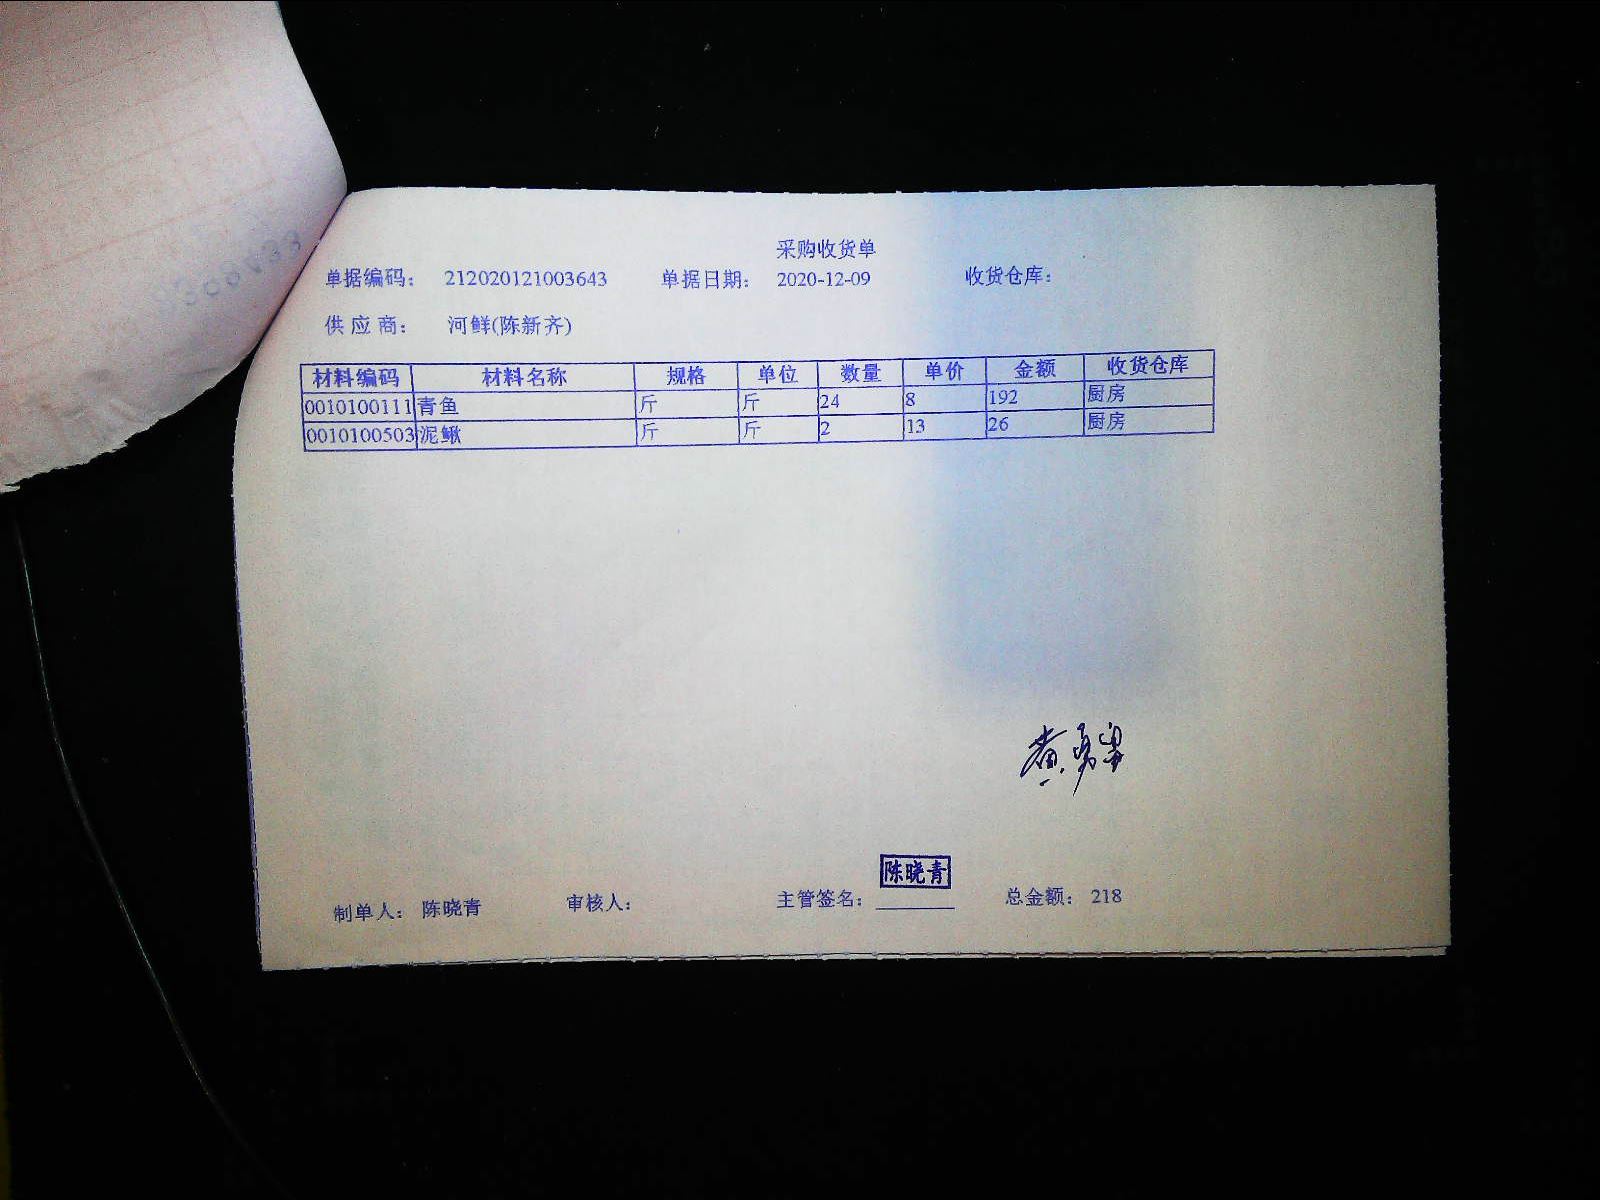 采购收货单
单据编码： 212020121003643 单据日期： 2020-12-09 收货仓库：
供应商： 河鲜(陈新齐)
材料编码 材料名称 规格 单位 数量 单价 金额 收货仓库
0010100111 青鱼 斤 斤 24 8 192 厨房
0010100503 泥鳅 斤 斤 2 13 26 厨房
陈晓青
制单人： 陈晓青 审核人： 主管签名： 总金额： 218